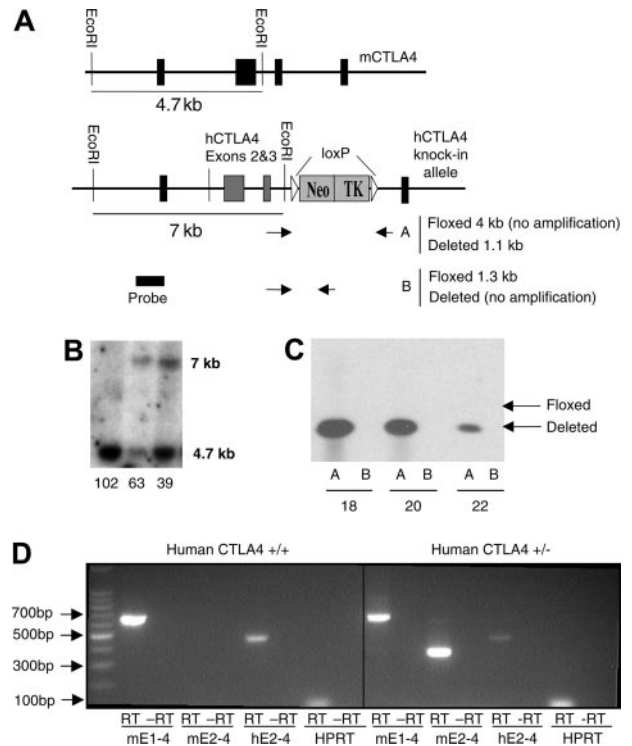 A
EcoRI
EcoRI
mCTLA4
4.7 kb
EcoRI
hCTLA4
Exons 2&3
EcoRI
loxP
hCTLA4
knock-in
allele
Neo
TK
7 kb
A
Floxed 4 kb (no amplification)
Deleted 1.1 kb
B
Floxed 1.3 kb
Deleted (no amplification)
Probe
B
7 kb
4.7 kb
102 63 39
C
Floxed
Deleted
A B A B A B
18 20 22
D
Human CTLA4 +/+
Human CTLA4 +/-
700bp
500bp
300bp
100bp
RT –RT RT –RT RT –RT RT –RT RT –RT RT –RT RT –RT RT –RT
mE1-4 mE2-4 hE2-4 HPRT mE1-4 mE2-4 hE2-4 HPRT